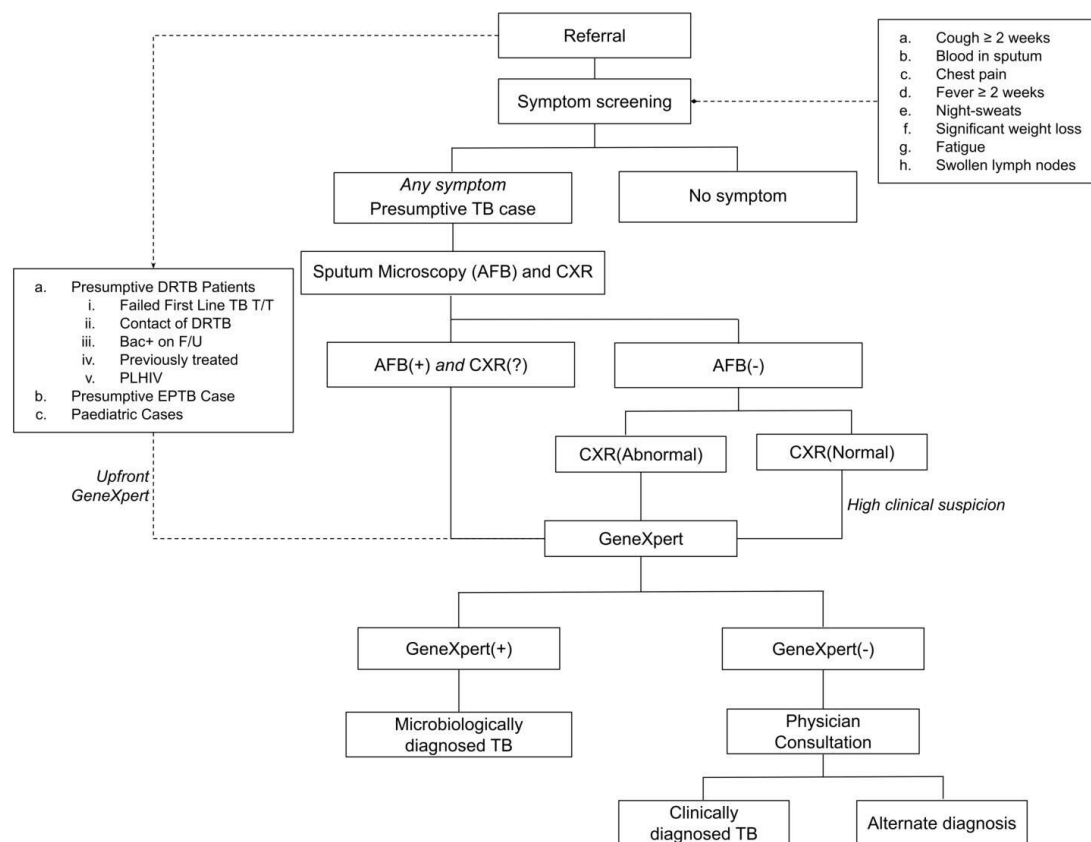 Referral
a. Cough ≥ 2 weeks
b. Blood in sputum
c. Chest pain
d. Fever ≥ 2 weeks
e. Night-sweats
f. Significant weight loss
g. Fatigue
h. Swollen lymph nodes
Symptom screening
Any symptom
Presumptive TB case
No symptom
Sputum Microscopy (AFB) and CXR
a. Presumptive DRTB Patients
i. Failed First Line TB T/T
ii. Contact of DRTB
iii. Bac+ on F/U
iv. Previously treated
v. PLHIV
b. Presumptive EPTB Case
c. Paediatric Cases
AFB(+) and CXR(?)
AFB(-)
CXR(Abnormal)
CXR(Normal)
Upfront
GeneXpert
High clinical suspicion
GeneXpert
GeneXpert(+)
GeneXpert(-)
Microbiologically
diagnosed TB
Physician
Consultation
Clinically
diagnosed TB
Alternate diagnosis